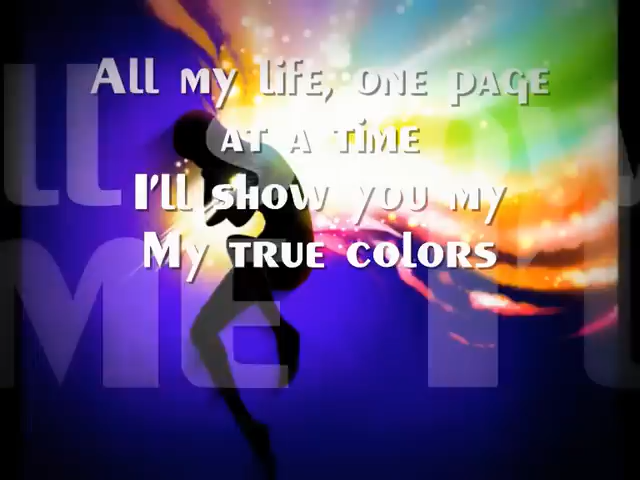 All my life, one page
at a time
I'll show you my
My true colors